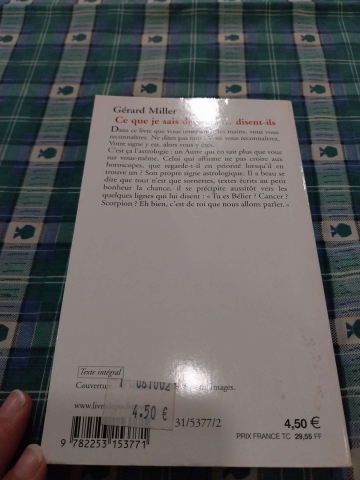 Gérard Miller
Ce que je sais de ... disent-ils
Dans ce livre que vous tenez mains, vous vous
reconnaîtrez. Ne dites pas non : vous vous reconnaîtrez.
Votre signe y est, alors vous y êtes.
C'est ça l'astrologie : un Autre qui en sait plus que vous
sur vous-même. Celui qui affirme ne pas croire aux
horoscopes, que regarde-t-il en priorité lorsqu'il en
trouve un ? Son propre signe astrologique. Il a beau se
dire que tout n'est que sornettes, textes écrits au petit
bonheur la chance, il se précipite aussitôt vers les
quelques lignes qui lui disent : « Tu es Bélier ? Cancer ?
Scorpion ? Eh bien, c'est de toi que nous allons parler. »
Texte intégral
Couverture images.
061002
4.50 €
www.livredepoche
31/5377/2
9 782253 153771
4,50 €
PRIX FRANCE TC 29,55 FF